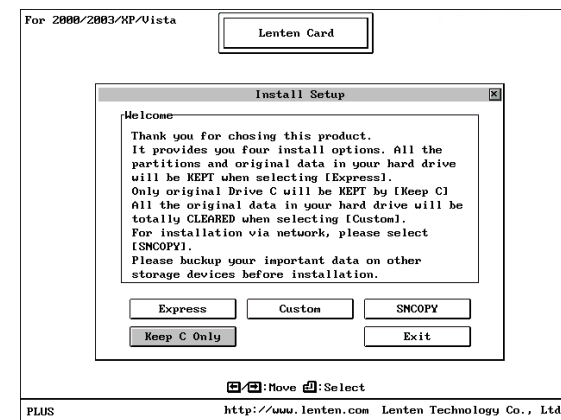 For 2000/2003/XP/Vista
Lenten Card
Install Setup
Welcome
Thank you for chosing this product.
It provides you four install options. All the
partitions and original data in your hard drive
will be KEPT when selecting [Express].
Only original Drive C will be KEPT by [Keep C]
All the original data in your hard drive will be
totally CLEARED when selecting [Custom].
For installation via network, please select
[SNCOPY].
Please buckup your important data on other
storage devices before installation.
Express Custom SNCOPY
Keep C Only Exit
←/→:Move ↵:Select
PLUS http://www.lenten.com Lenten Technology Co., Ltd